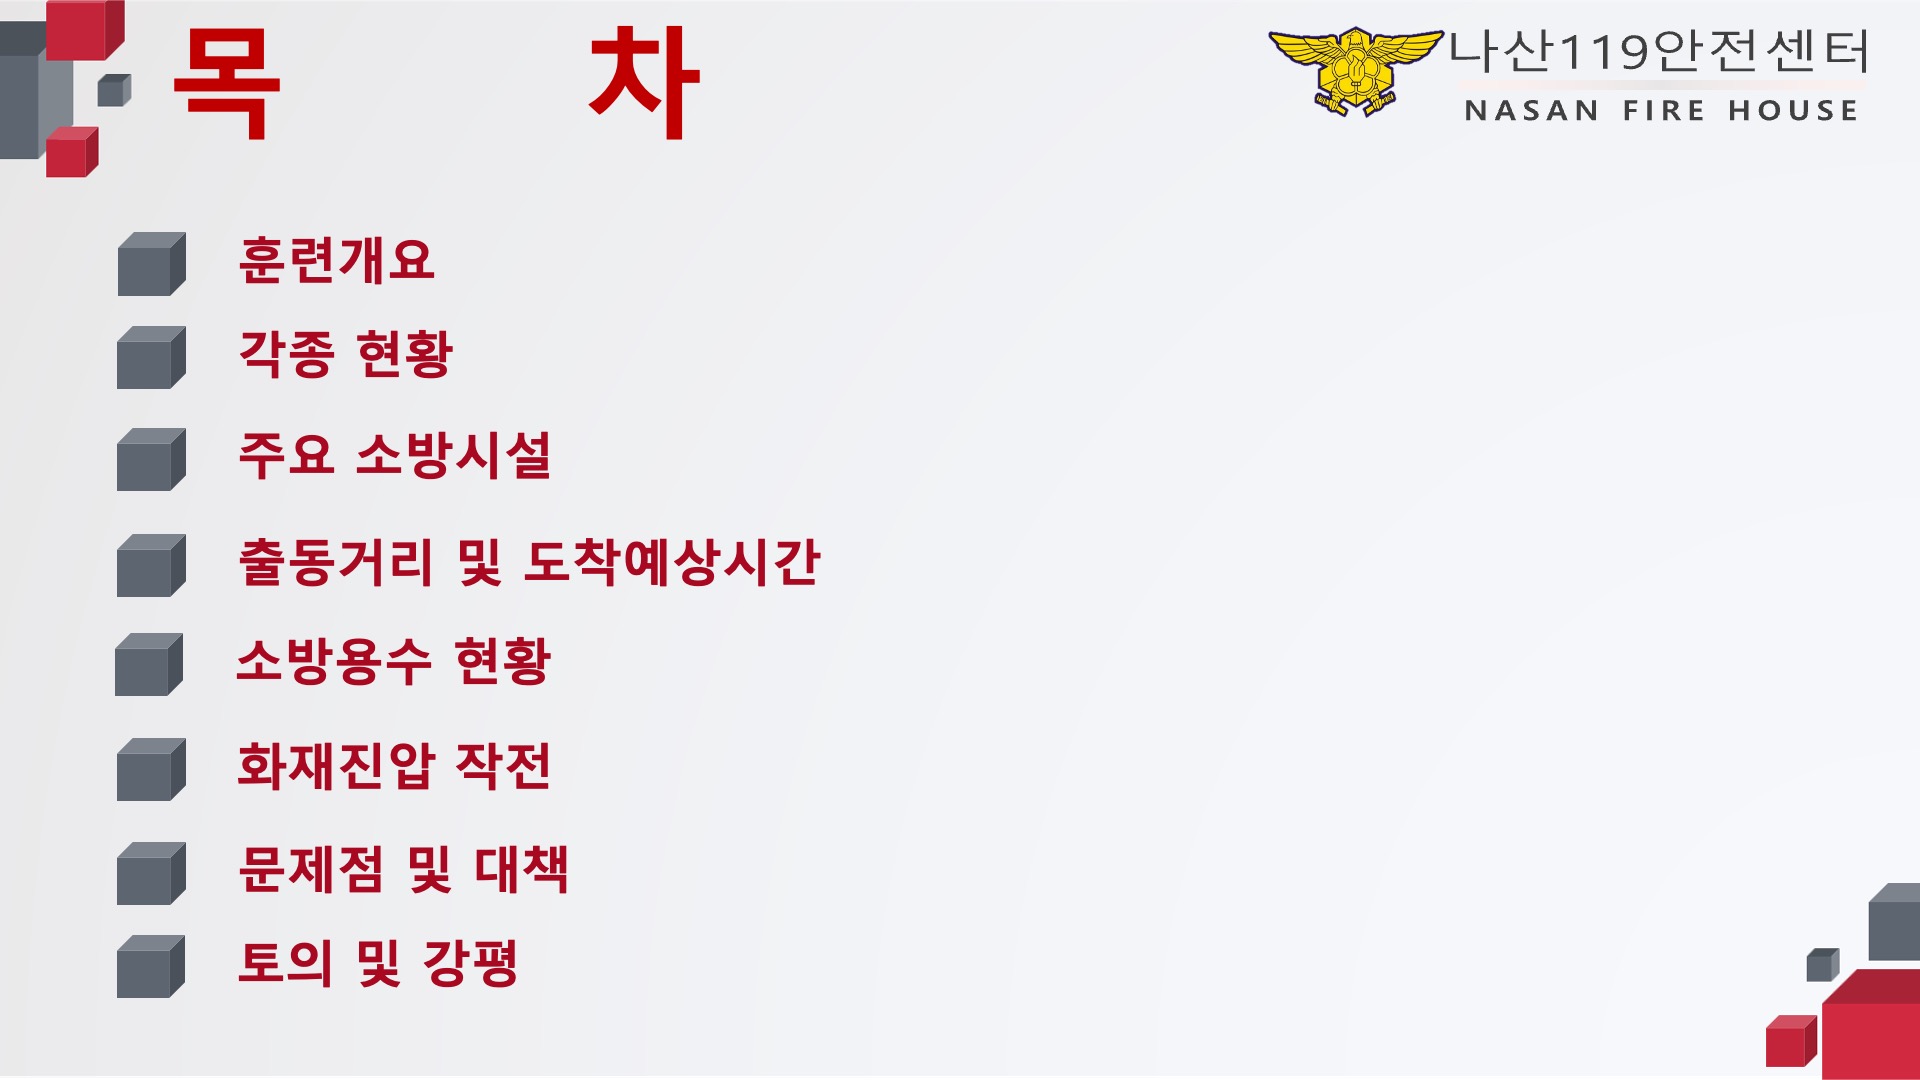 목 차
나산119안전센터
NASAN FIRE HOUSE
훈련개요
각종 현황
주요 소방시설
출동거리 및 도착예상시간
소방용수 현황
화재진압 작전
문제점 및 대책
토의 및 강평